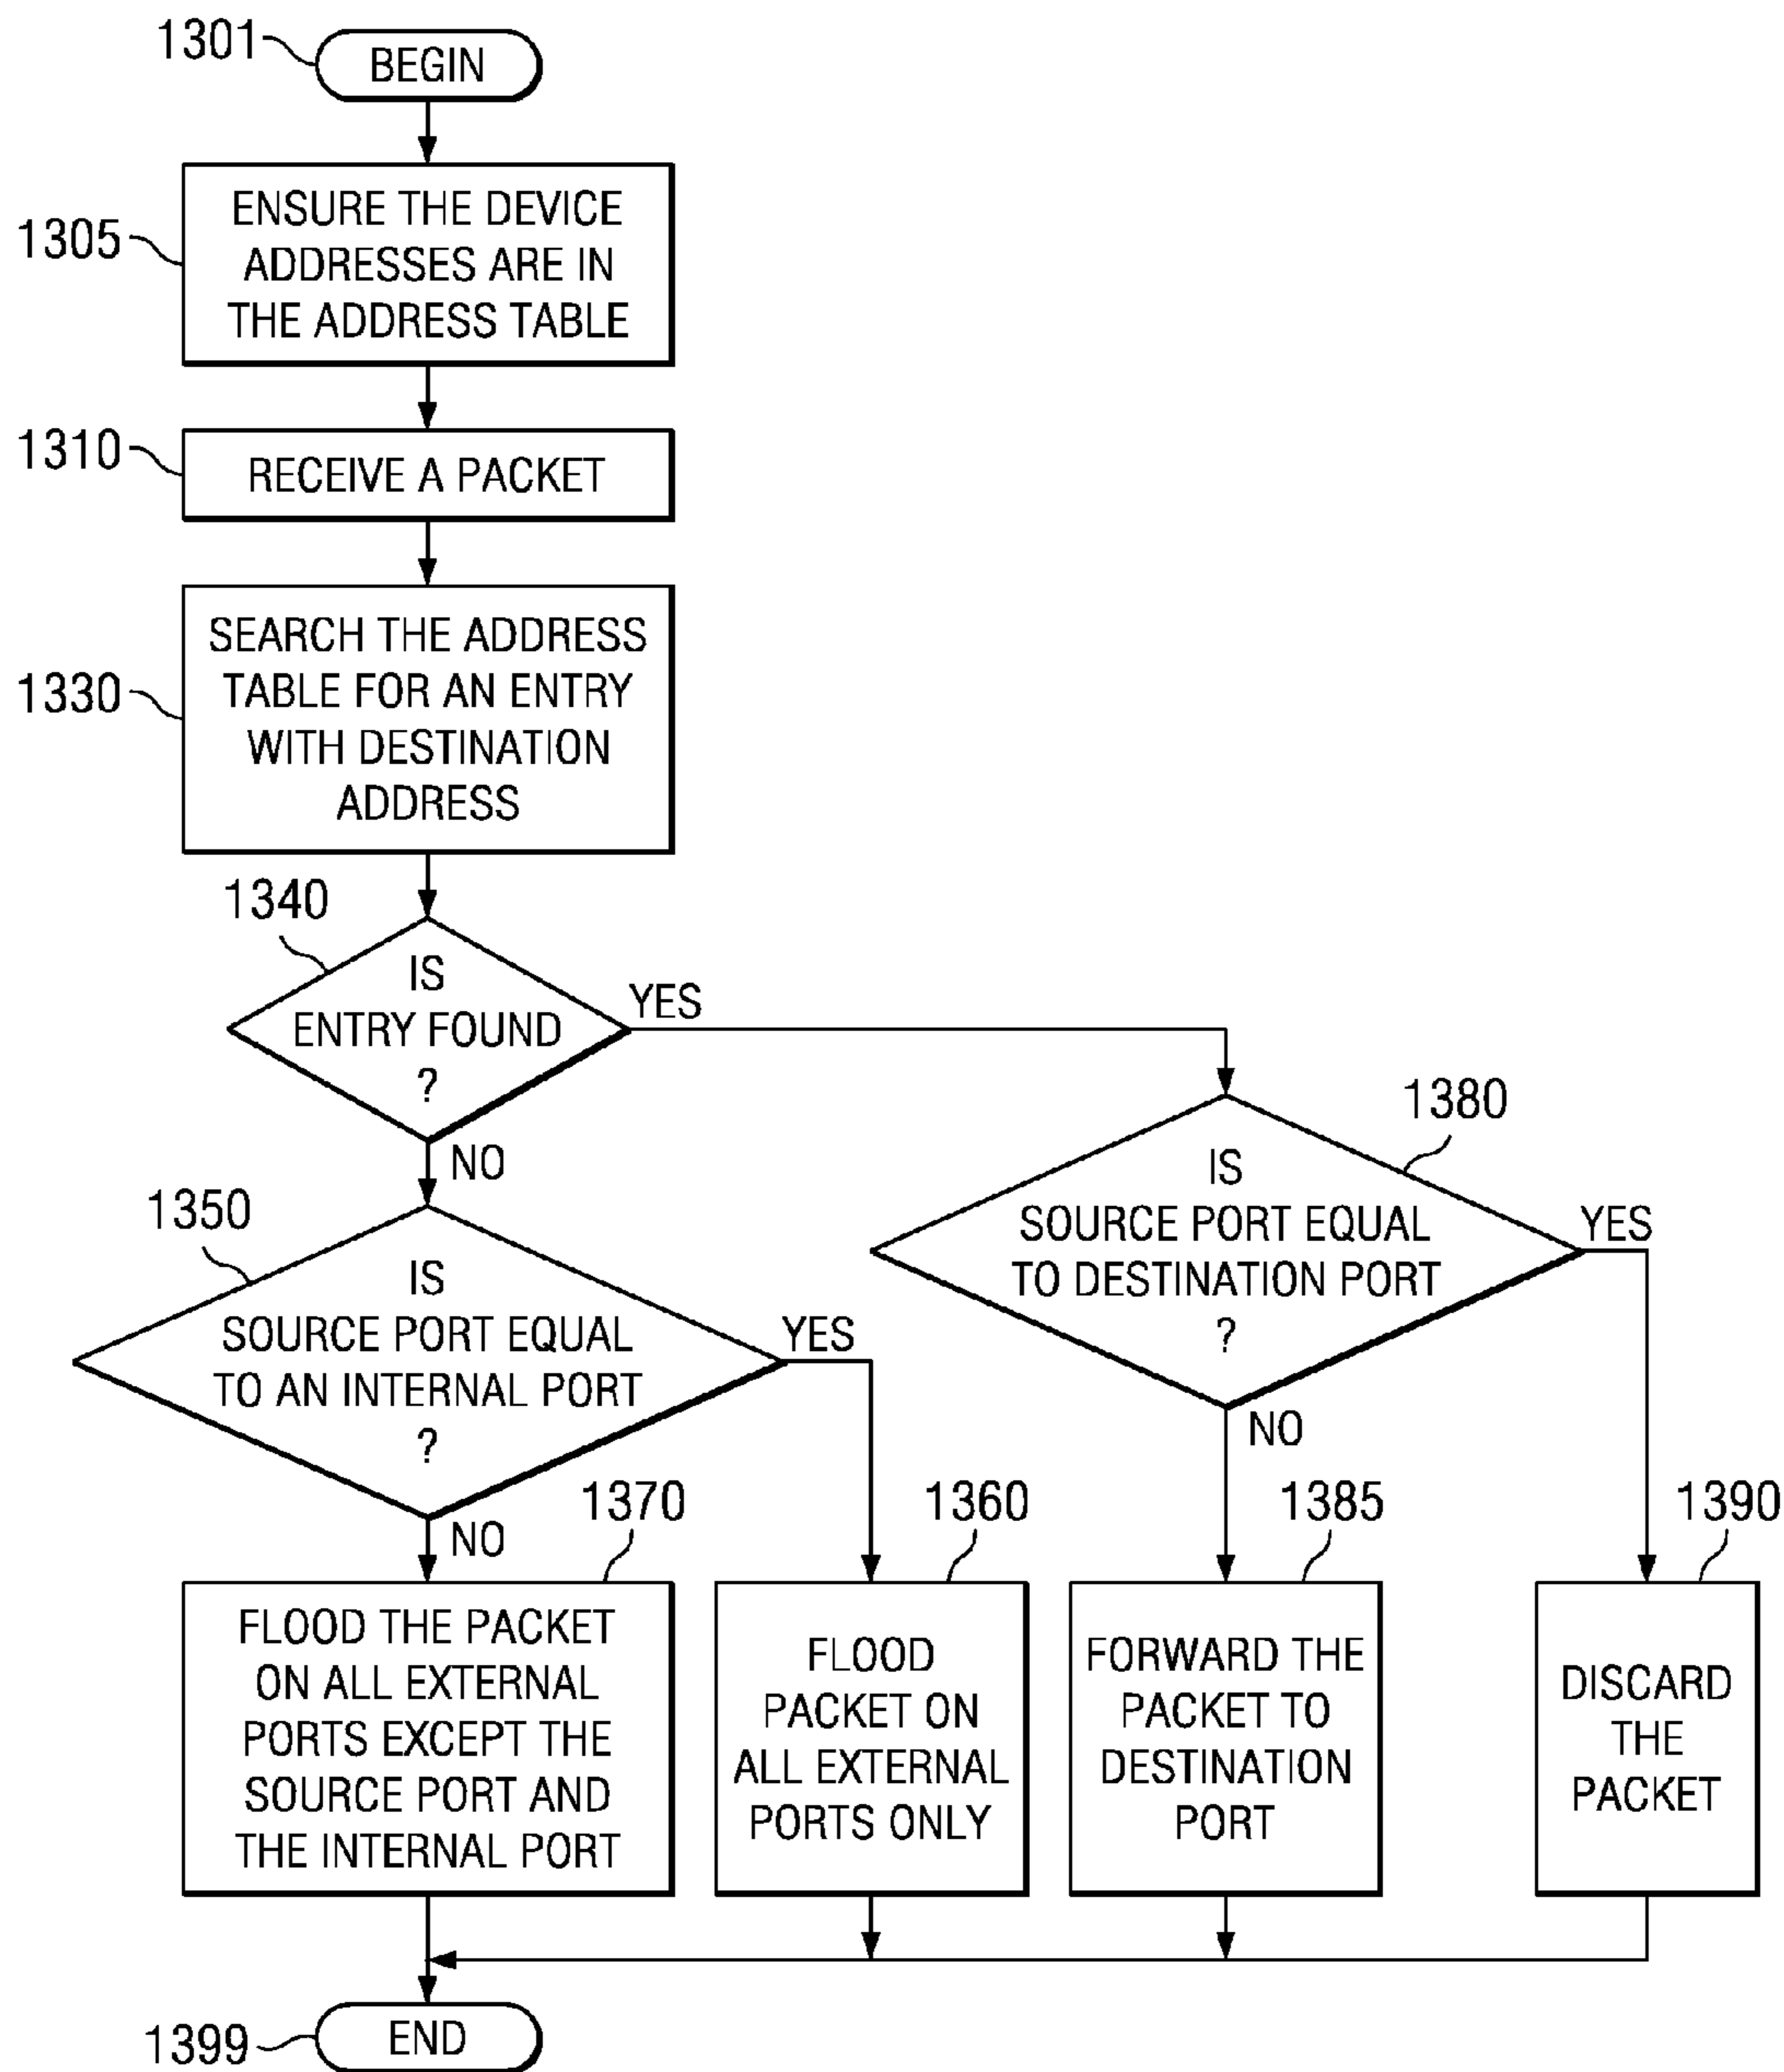 1301
BEGIN
1305
ENSURE THE DEVICE
ADDRESSES ARE IN
THE ADDRESS TABLE
1310
RECEIVE A PACKET
1330
SEARCH THE ADDRESS
TABLE FOR AN ENTRY
WITH DESTINATION
ADDRESS
1340
IS
ENTRY FOUND
?
YES
NO
1350
IS
SOURCE PORT EQUAL
TO AN INTERNAL PORT
?
YES
NO
1380
IS
SOURCE PORT EQUAL
TO DESTINATION PORT
?
YES
NO
1370
FLOOD THE PACKET
ON ALL EXTERNAL
PORTS EXCEPT THE
SOURCE PORT AND
THE INTERNAL PORT
1360
FLOOD
PACKET ON
ALL EXTERNAL
PORTS ONLY
1385
FORWARD THE
PACKET TO
DESTINATION
PORT
1390
DISCARD
THE
PACKET
1399
END